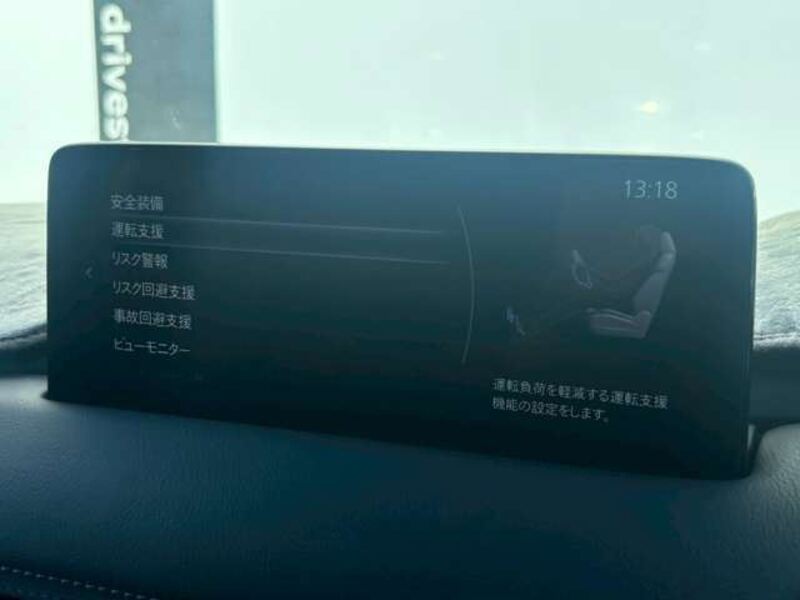 drives
13:18
安全装備
運転支援
リスク警報
リスク回避支援
事故回避支援
ビューモニター
運転負荷を軽減する運転支援
機能の設定をします。